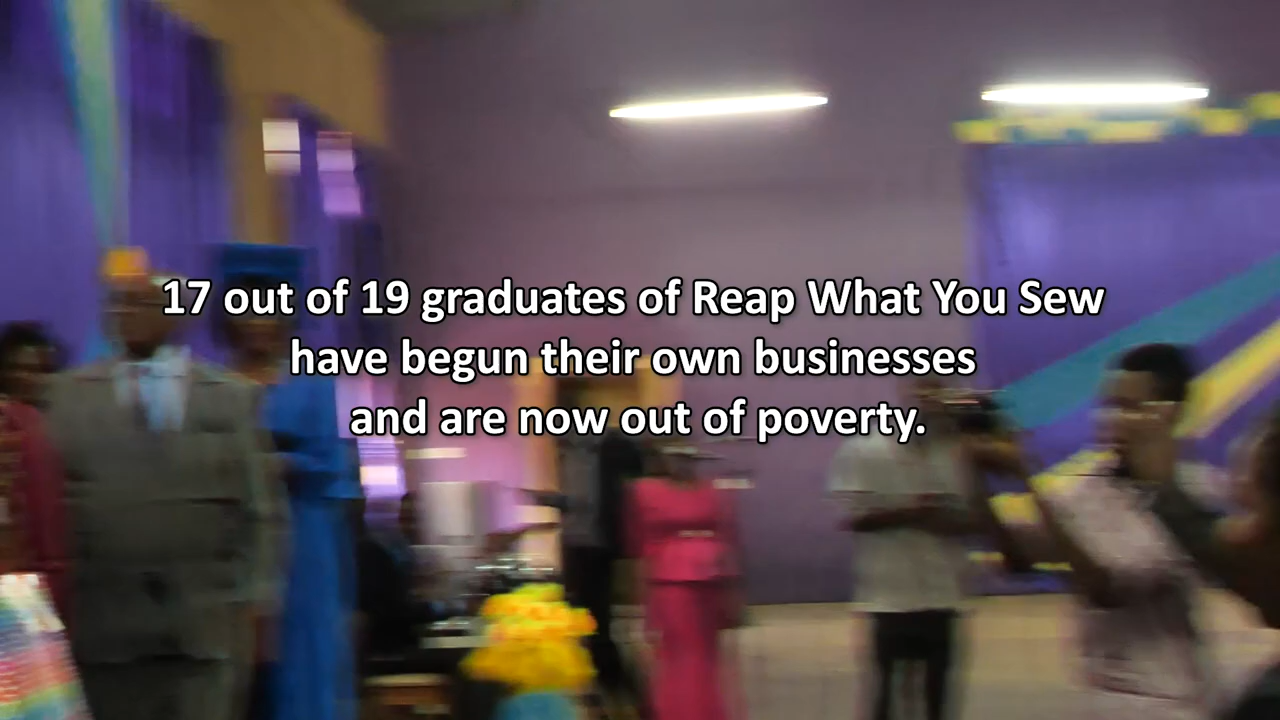 17 out of 19 graduates of Reap What You Sew
have begun their own businesses
and are now out of poverty.